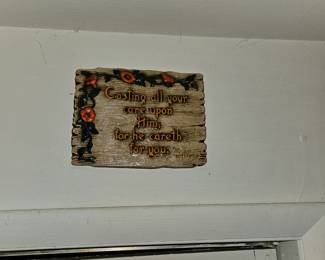 Casting all your
care upon
Him;
for he careth
for you.